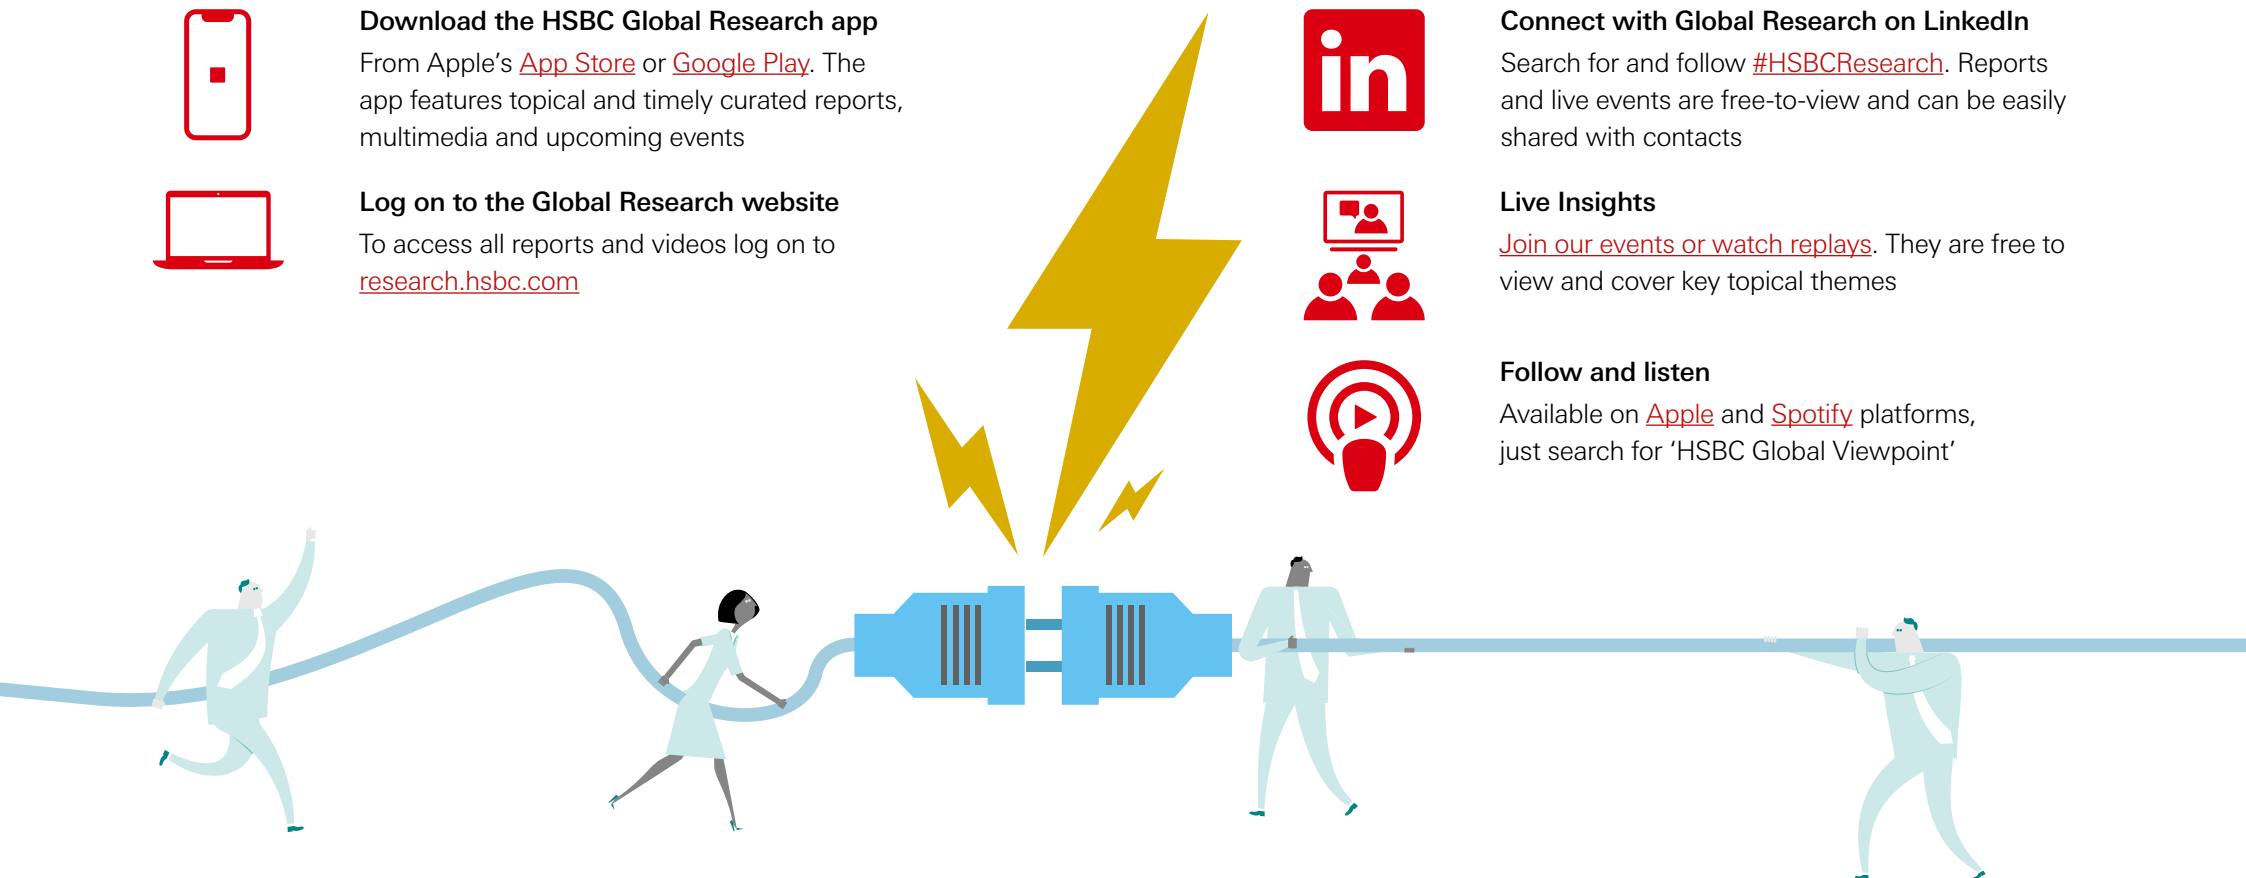 Download the HSBC Global Research app
From Apple's App Store or Google Play. The
app features topical and timely curated reports,
multimedia and upcoming events
Log on to the Global Research website
To access all reports and videos log on to
research.hsbc.com
in
Connect with Global Research on LinkedIn
Search for and follow #HSBCResearch. Reports
and live events are free-to-view and can be easily
shared with contacts
Live Insights
Join our events or watch replays. They are free to
view and cover key topical themes
Follow and listen
Available on Apple and Spotify platforms,
just search for ‘HSBC Global Viewpoint’